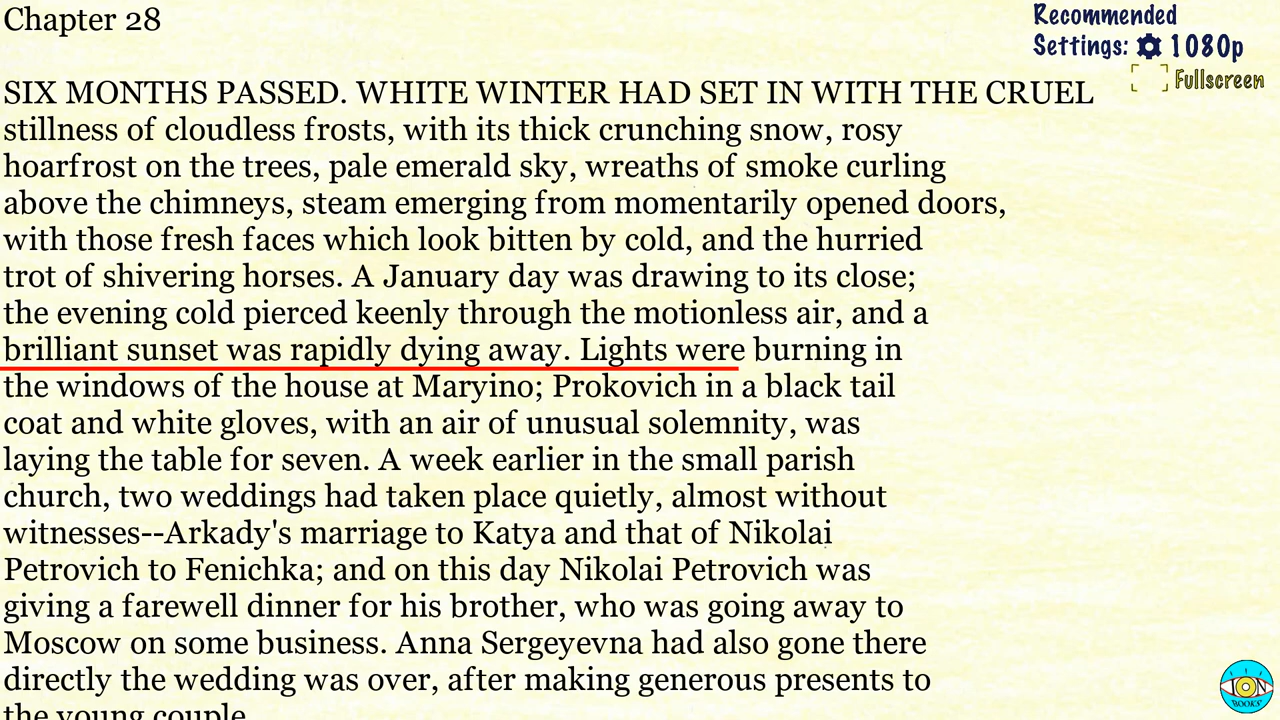 Chapter 28
Recommended
Settings: 1080p
Fullscreen
SIX MONTHS PASSED. WHITE WINTER HAD SET IN WITH THE CRUEL
stillness of cloudless frosts, with its thick crunching snow, rosy
hoarfrost on the trees, pale emerald sky, wreaths of smoke curling
above the chimneys, steam emerging from momentarily opened doors,
with those fresh faces which look bitten by cold, and the hurried
trot of shivering horses. A January day was drawing to its close;
the evening cold pierced keenly through the motionless air, and a
brilliant sunset was rapidly dying away. Lights were burning in
the windows of the house at Maryino; Prokovich in a black tail
coat and white gloves, with an air of unusual solemnity, was
laying the table for seven. A week earlier in the small parish
church, two weddings had taken place quietly, almost without
witnesses--Arkady's marriage to Katya and that of Nikolai
Petrovich to Fenichka; and on this day Nikolai Petrovich was
giving a farewell dinner for his brother, who was going away to
Moscow on some business. Anna Sergeyevna had also gone there
directly the wedding was over, after making generous presents to
the young couple.
ION
BOOKS